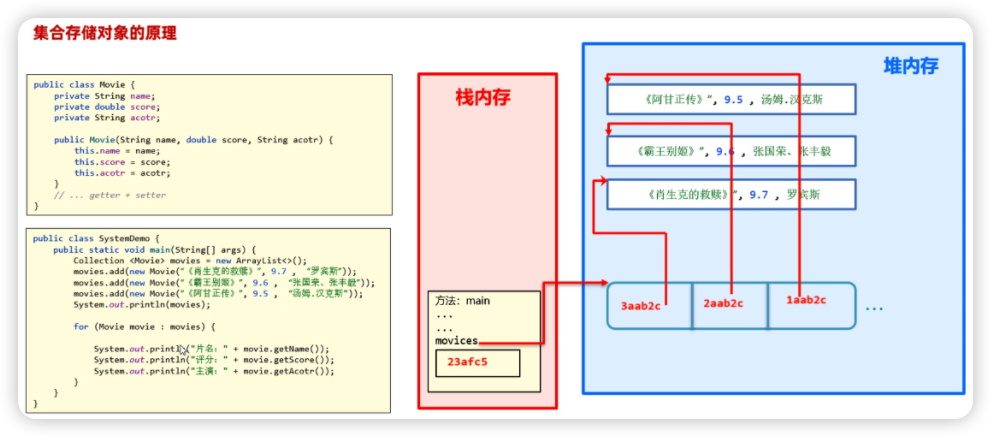 集合存储对象的原理
public class Movie {
private String name;
private double score;
private String acotr;
public Movie(String name, double score, String acotr) {
this.name = name;
this.score = score;
this.acotr = acotr;
}
// ... getter + setter
}
public class SystemDemo {
public static void main(String[] args) {
Collection <Movie> movies = new ArrayList<>();
movies.add(new Movie("《肖生克的救赎》", 9.7 , "罗宾斯"));
movies.add(new Movie("《霸王别姬》", 9.6 , "张国荣、张丰毅"));
movies.add(new Movie("《阿甘正传》", 9.5 , "汤姆.汉克斯"));
System.out.println(movies);
for (Movie movie : movies) {
System.out.println("片名：" + movie.getName());
System.out.println("评分：" + movie.getScore());
System.out.println("主演：" + movie.getAcotr());
}
}
}
栈内存
方法：main
...
...
movices
23afc5
堆内存
《阿甘正传》", 9.5 , 汤姆.汉克斯
《霸王别姬》", 9.6 , 张国荣、张丰毅
《肖生克的救赎》", 9.7 , 罗宾斯
3aab2c 2aab2c 1aab2c ...